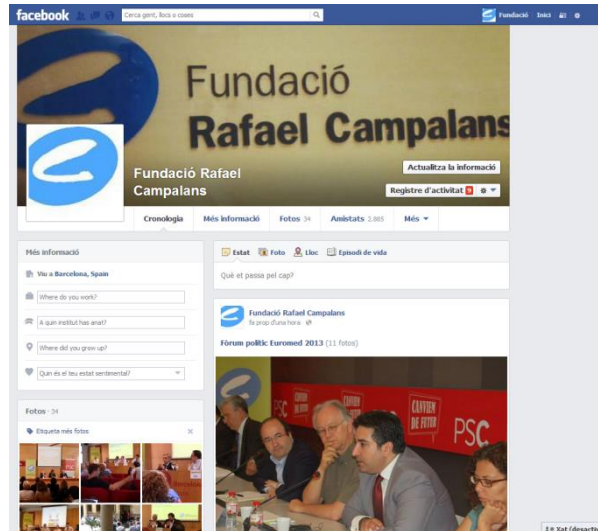 facebook
Cerca gent, llocs o coses
Fundació Inici
Fundació
Rafael Campalans
Fundació Rafael
Campalans
Actualitza la informació
Registre d'activitat
Cronologia Més informació Fotos 34 Amistats 2.885 Més
Més informació
Viu a Barcelona, Spain
Where do you work?
A quin institut has anat?
Where did you grow up?
Quin és el teu estat sentimental?
Estat Foto Lloc Episodi de vida
Què et passa pel cap?
Fundació Rafael Campalans
fa prop d'una hora
Fòrum polític Euromed 2013 (11 fotos)
CANVIEM
DE FUTUR
PSC
Fotos · 34
Etiqueta més fotos